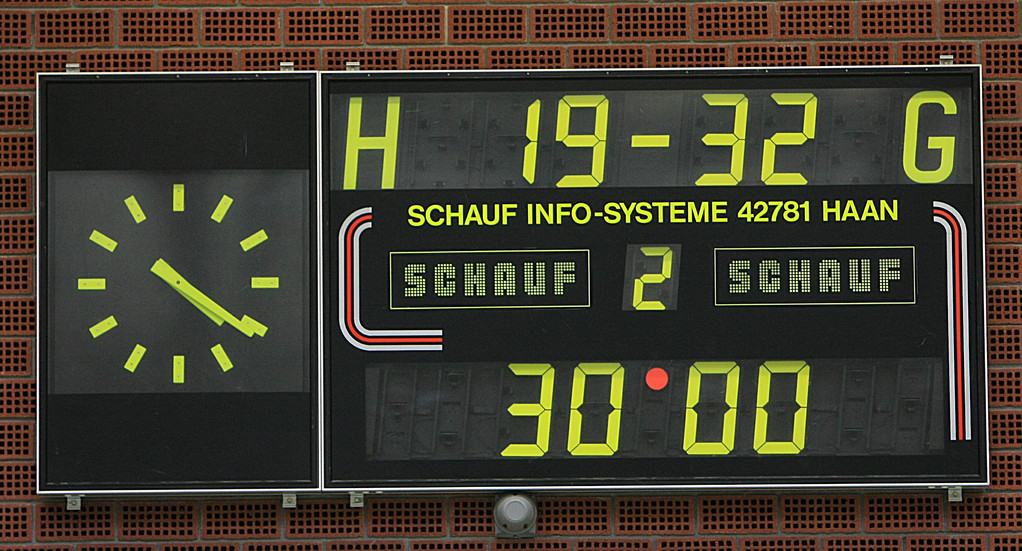 H 19-32 G
SCHAUF INFO-SYSTEME 42781 HAAN
SCHAUF 2 SCHAUF
30 00